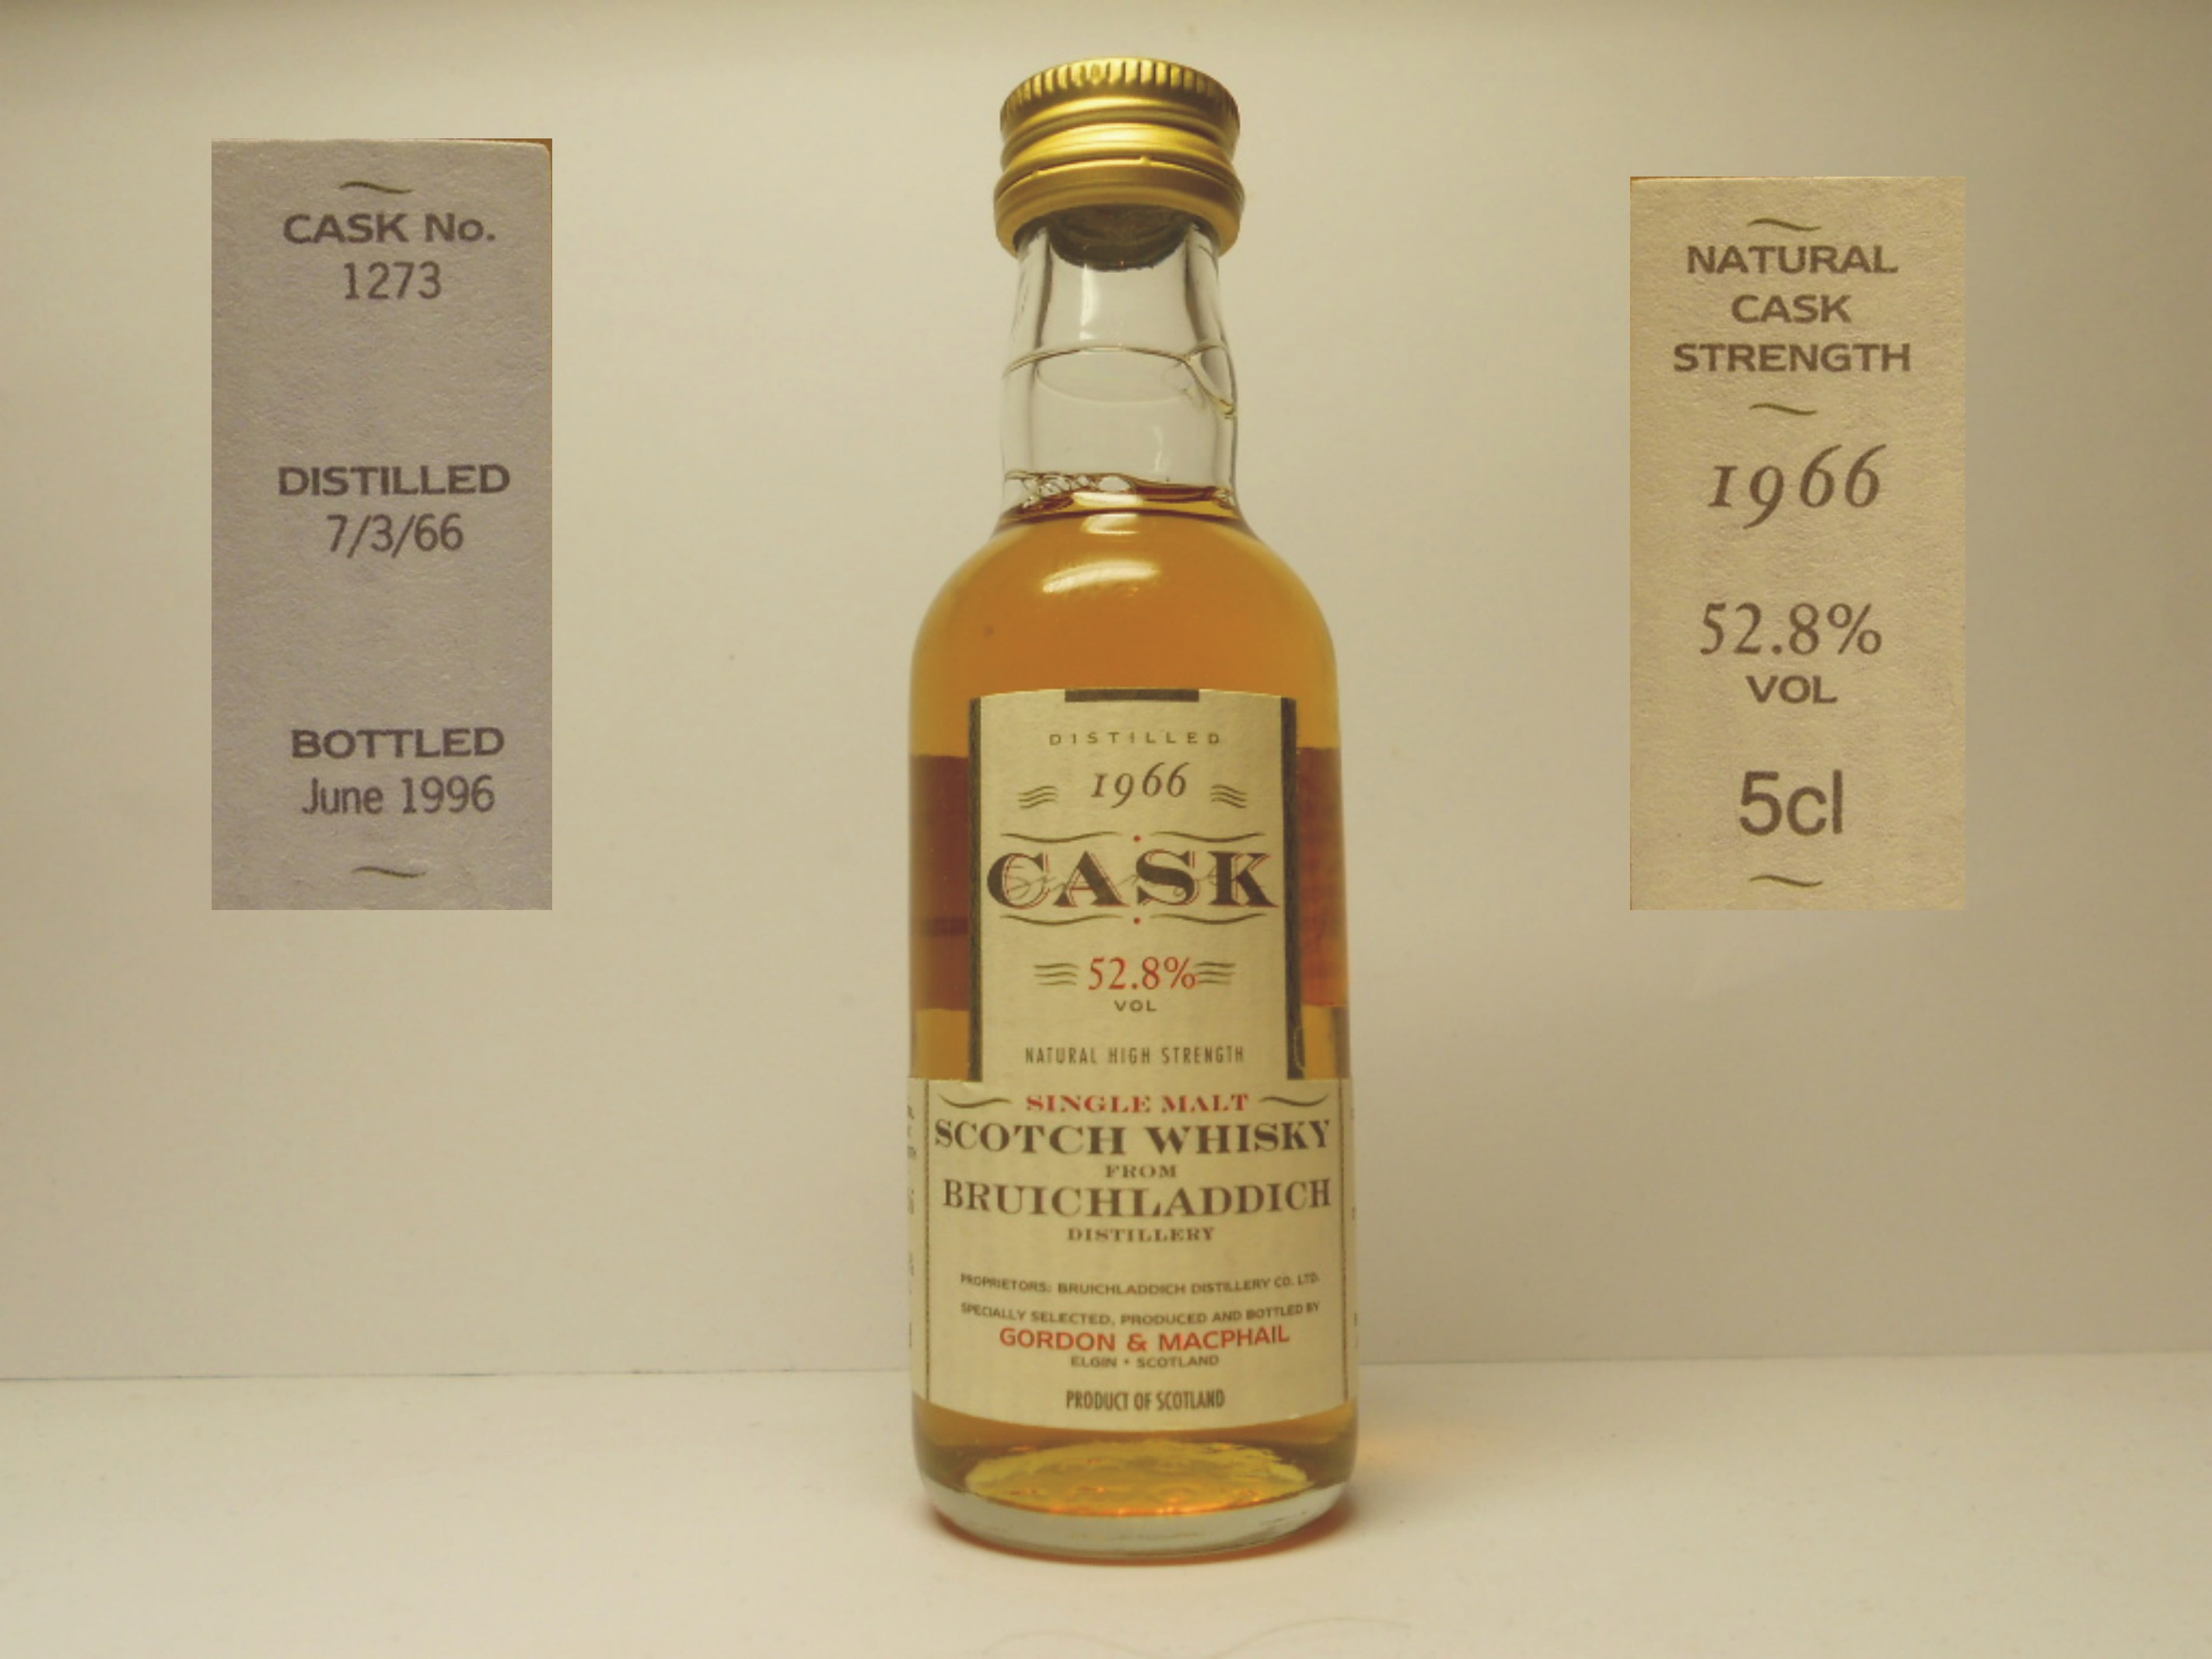 CASK No.
1273
DISTILLED
7/3/66
BOTTLED
June 1996
DISTILLED
1966
CASK
52.8%
VOL
NATURAL HIGH STRENGTH
SINGLE MALT
SCOTCH WHISKY
FROM
BRUICHLADDICH
DISTILLERY
PROPRIETORS: BRUICHLADDICH DISTILLERY CO. LTD.
SPECIALLY SELECTED, PRODUCED AND BOTTLED BY
GORDON & MACPHAIL
ELGIN • SCOTLAND
PRODUCT OF SCOTLAND
NATURAL
CASK
STRENGTH
1966
52.8%
VOL
5cl